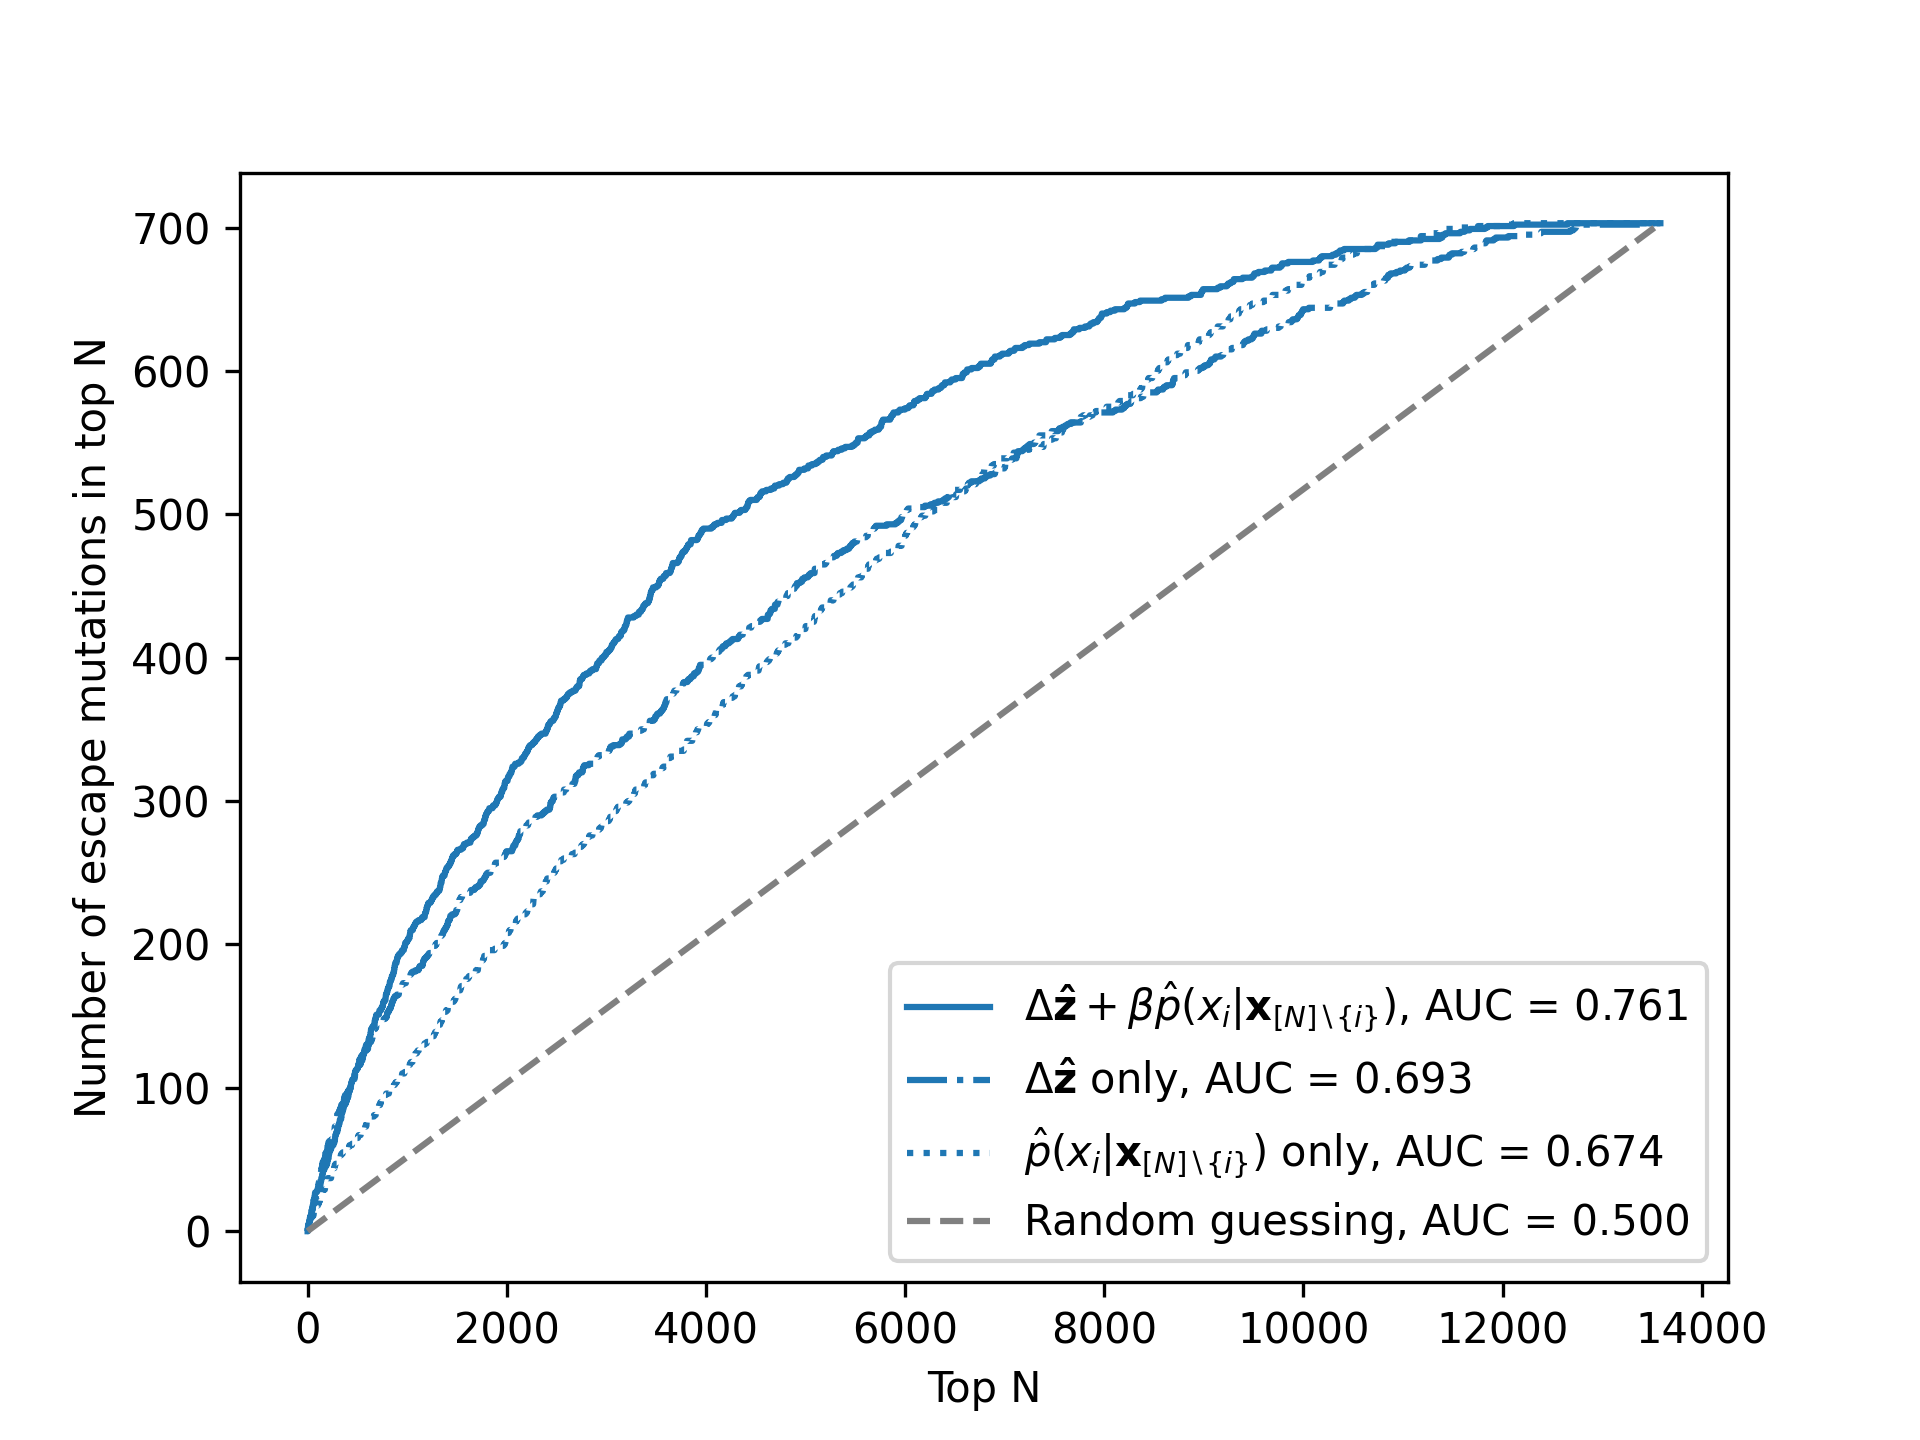 700
600
500
400
300
200
100
0
Number of escape mutations in top N
0 2000 4000 6000 8000 10000 12000 14000
Top N
Δ𝐳̂ + βp̂(xᵢ|𝐱_{[N]∖{i}}), AUC = 0.761
Δ𝐳̂ only, AUC = 0.693
p̂(xᵢ|𝐱_{[N]∖{i}}) only, AUC = 0.674
Random guessing, AUC = 0.500